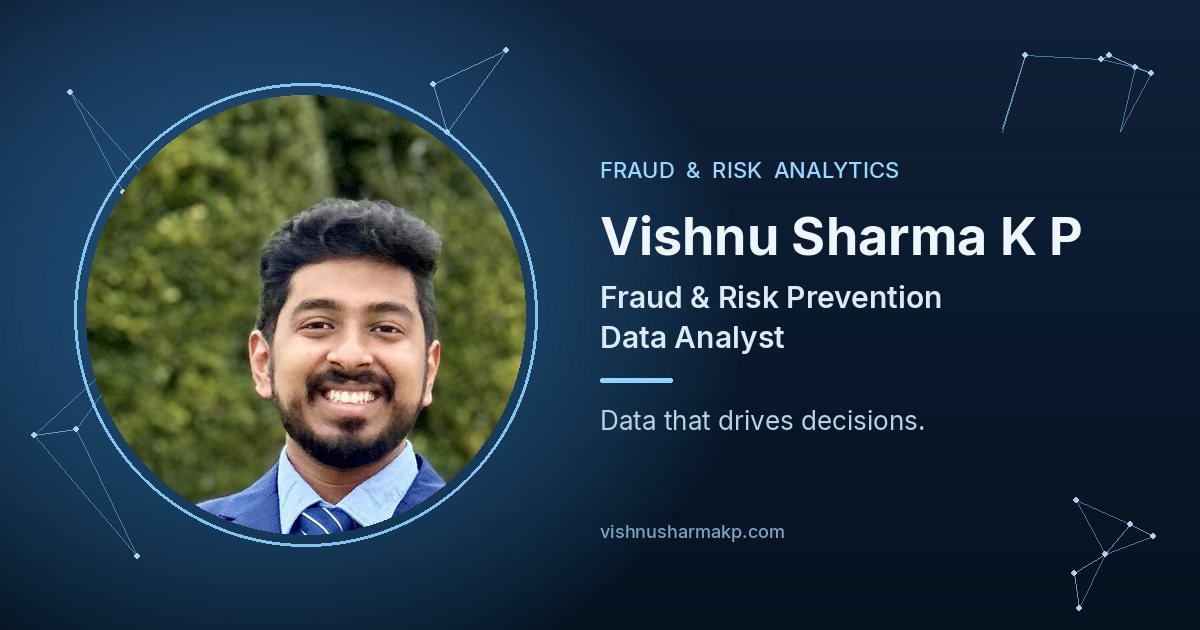 FRAUD & RISK ANALYTICS
Vishnu Sharma K P
Fraud & Risk Prevention
Data Analyst
Data that drives decisions.
vishnusharmakp.com